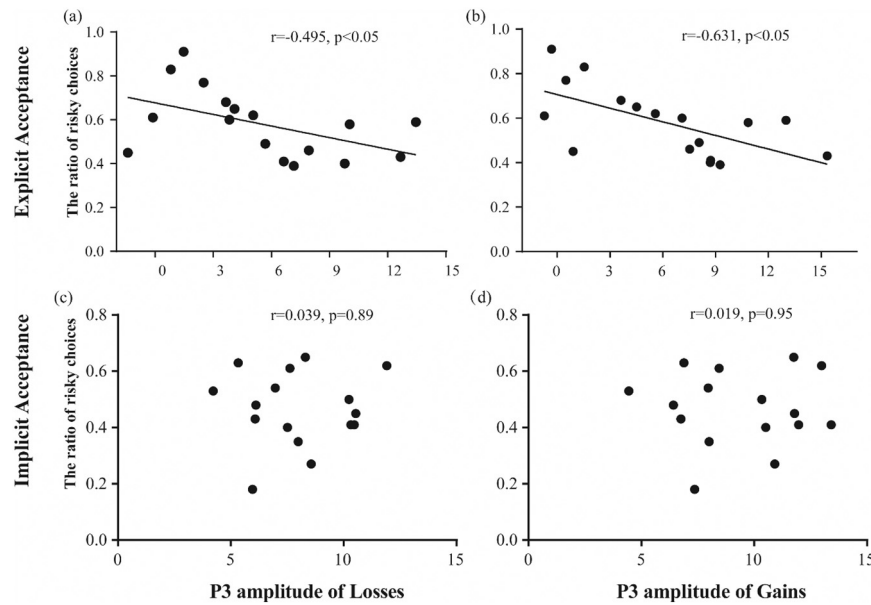 (a)
r=-0.495, p<0.05
Explicit Acceptance
The ratio of risky choices
1.0
0.8
0.6
0.4
0.2
0.0
0 3 6 9 12 15
(b)
r=-0.631, p<0.05
1.0
0.8
0.6
0.4
0.2
0.0
0 3 6 9 12 15
(c)
r=0.039, p=0.89
Implicit Acceptance
The ratio of risky choices
0.8
0.6
0.4
0.2
0.0
0 5 10 15
P3 amplitude of Losses
(d)
r=0.019, p=0.95
0.8
0.6
0.4
0.2
0.0
0 5 10 15
P3 amplitude of Gains